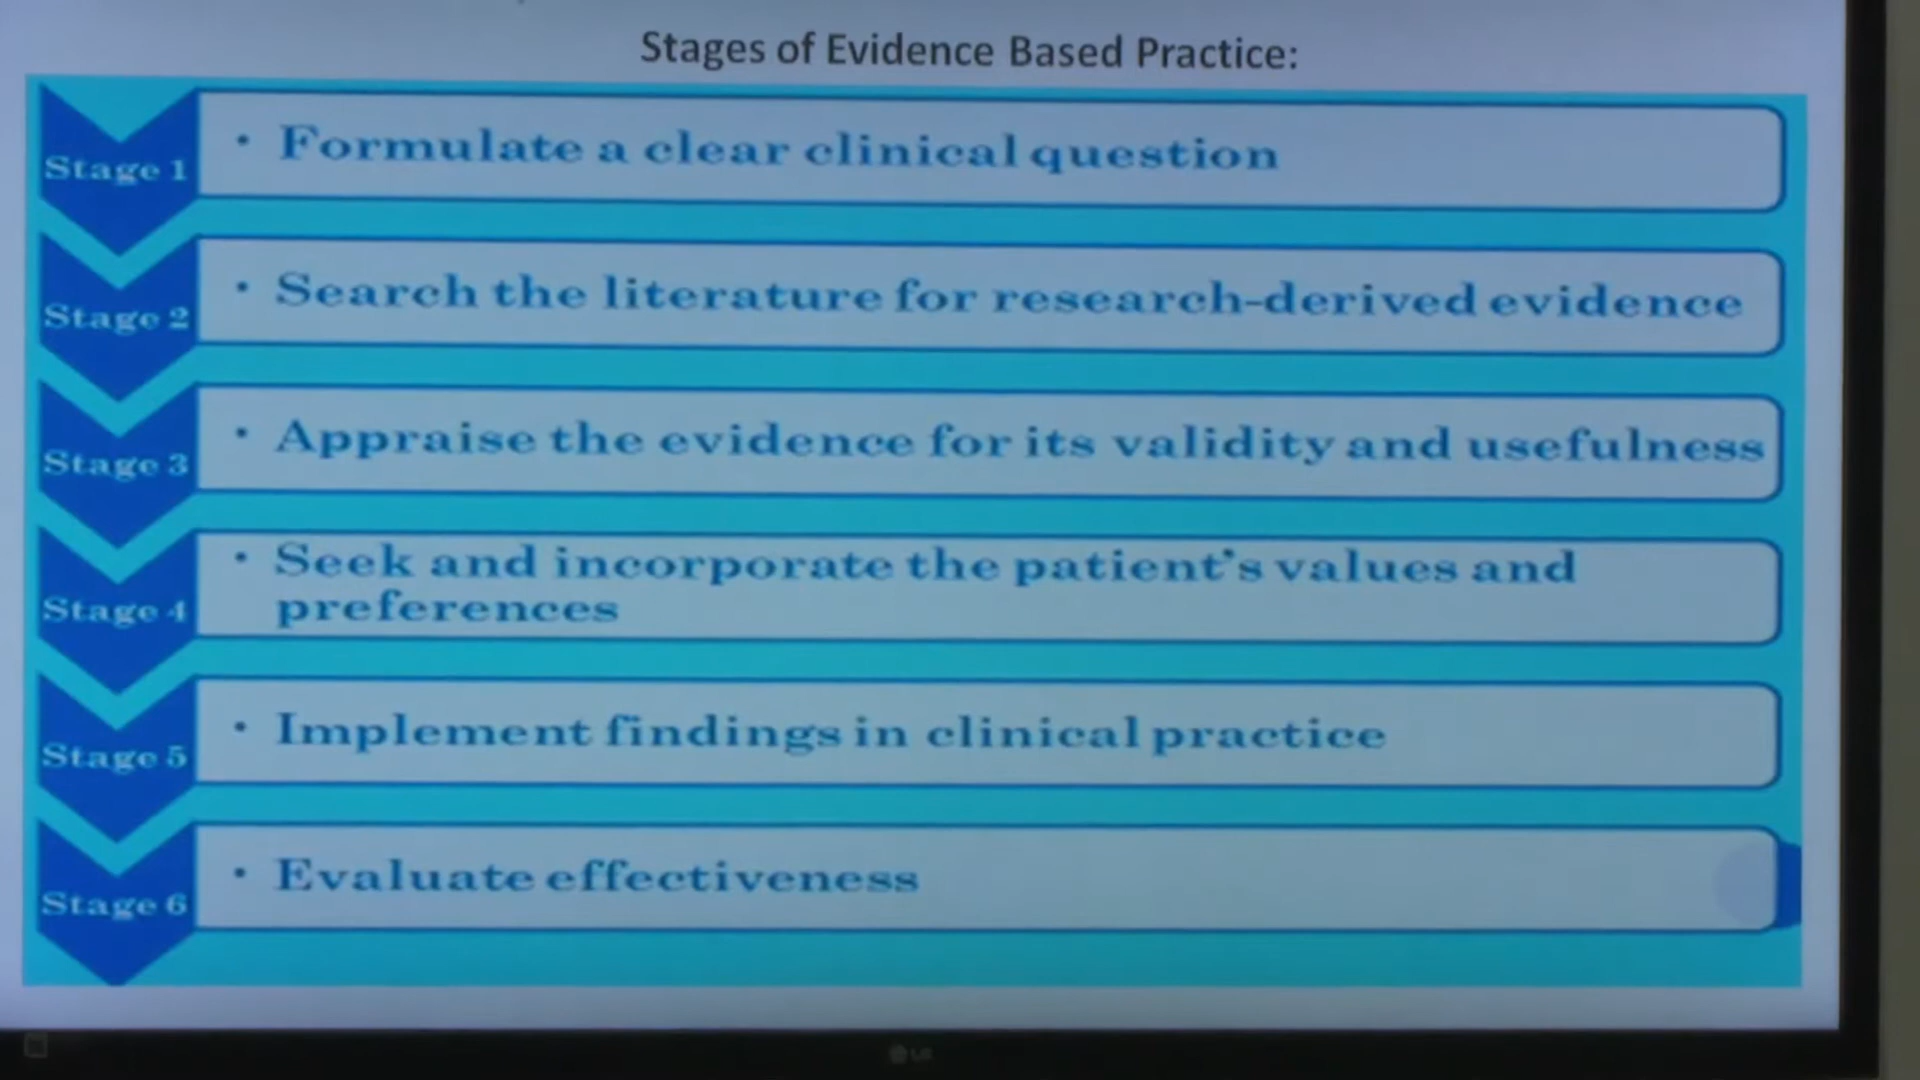 Stages of Evidence Based Practice:
Stage 1
• Formulate a clear clinical question
Stage 2
• Search the literature for research-derived evidence
Stage 3
• Appraise the evidence for its validity and usefulness
Stage 4
• Seek and incorporate the patient's values and
preferences
Stage 5
• Implement findings in clinical practice
Stage 6
• Evaluate effectiveness
LG